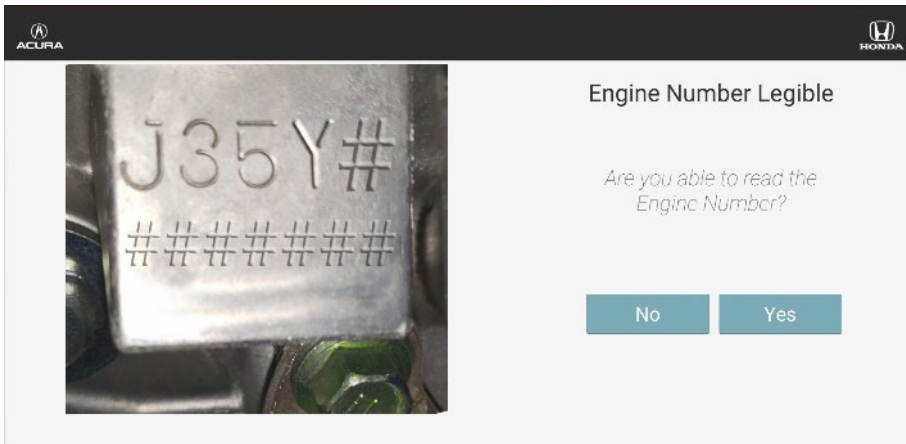 ACURA
HONDA
J35Y#
#######
Engine Number Legible
Are you able to read the
Engine Number?
No
Yes